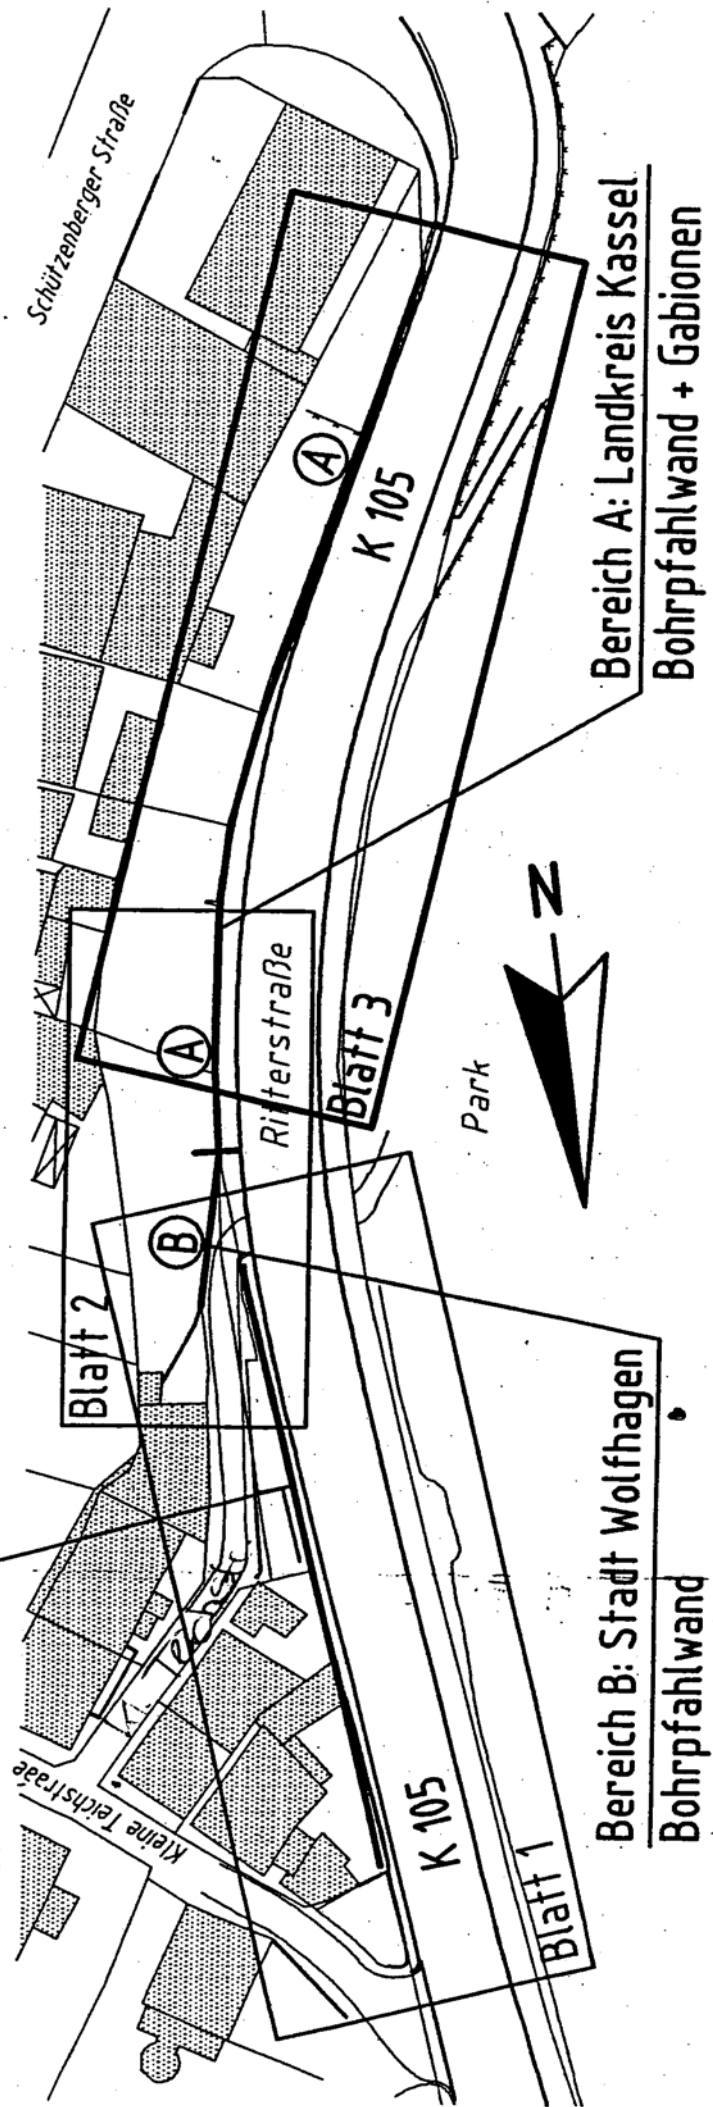 Schützenberger Straße
A
K 105
Bereich A: Landkreis Kassel
Bohrpfahlwand + Gabionen
N
Ritterstraße
Blatt 3
A
Park
B
Blatt 2
Bereich B: Stadt Wolfhagen
Bohrpfahlwand
Kleine Teichstraße
K 105
Blatt 1